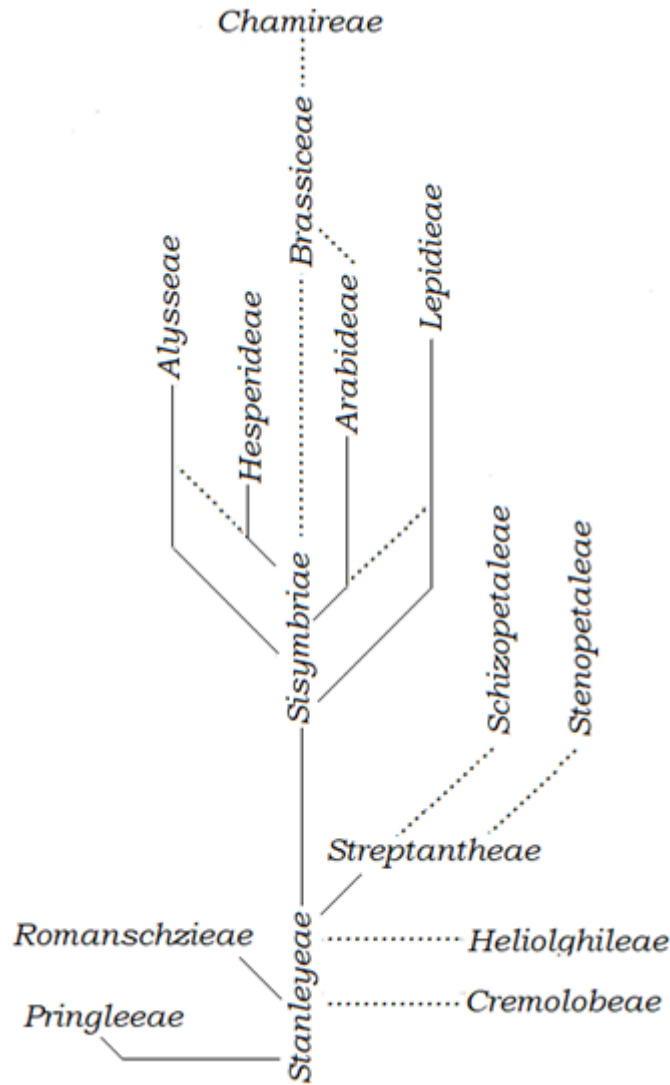 Chamireae
Brassiceae
Lepidieae
Alysseae
Hesperideae
Arabideae
Sisymbriae
Schizopetaleae
Stenopetaleae
Streptantheae
Romanschzieae
Stanleyeae
Heliolghileae
Pringleeae
Cremolobeae